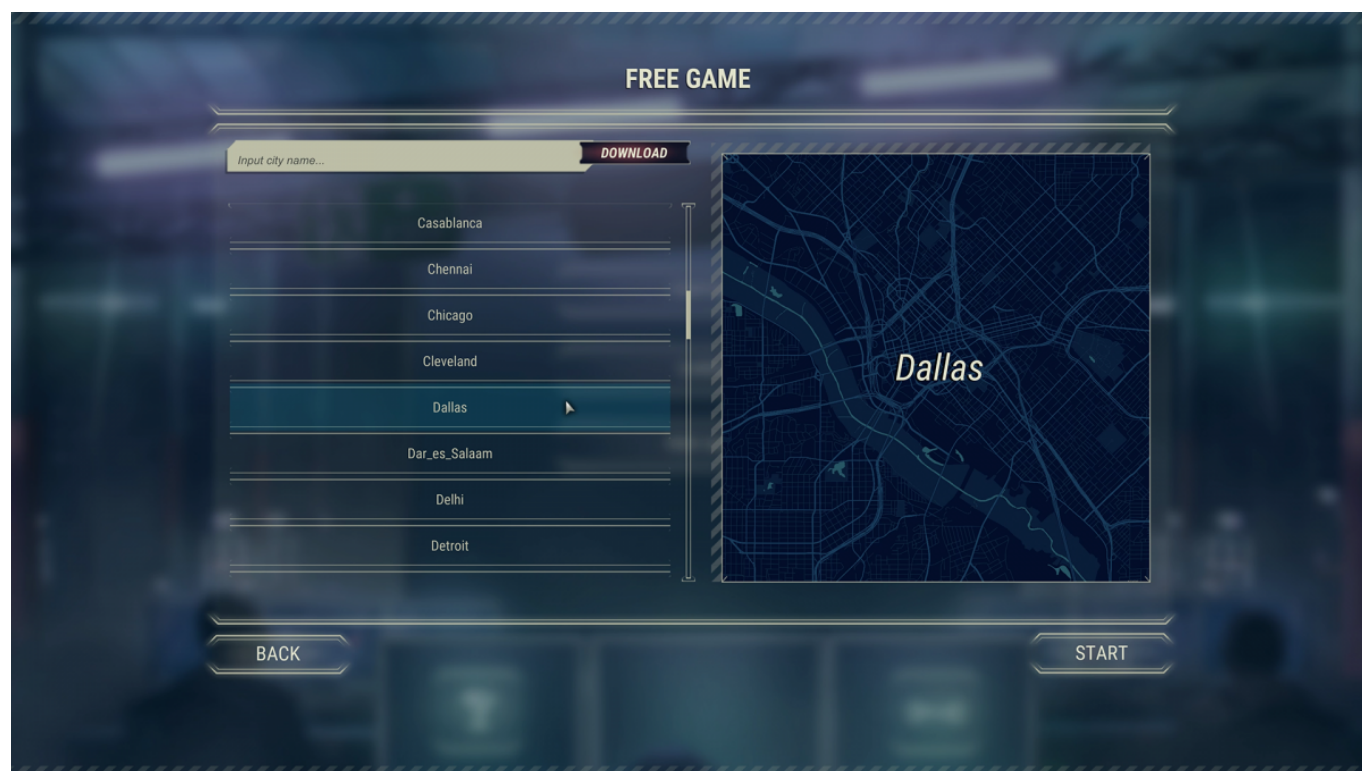 FREE GAME
Input city name...
DOWNLOAD
Casablanca
Chennai
Chicago
Cleveland
Dallas
Dar_es_Salaam
Delhi
Detroit
Dallas
BACK
START